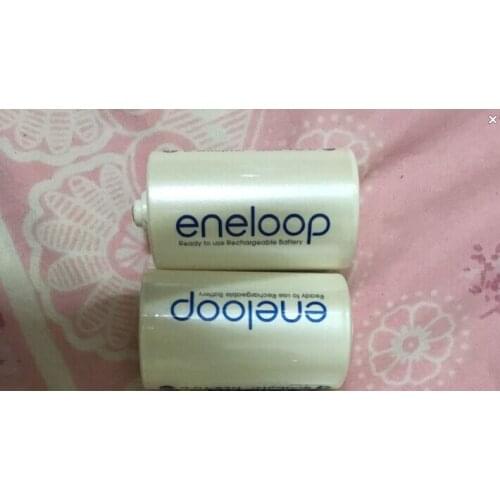 eneloop
Ready to use Rechargeable Battery
eneloop
Ready to use Rechargeable Battery